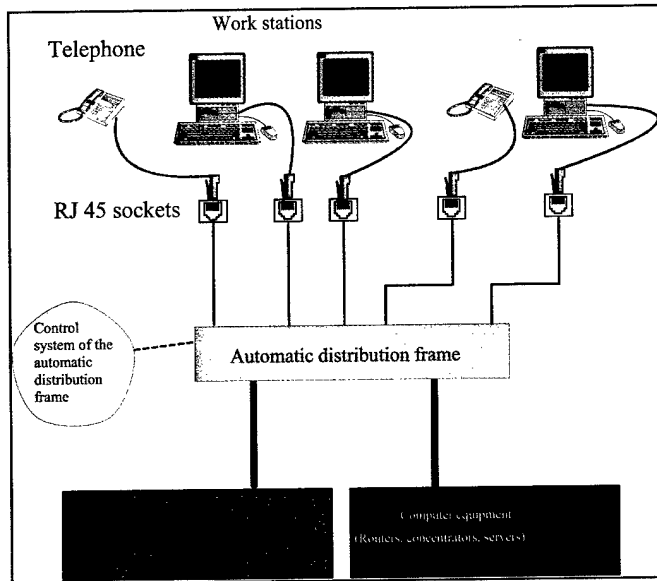 Work stations
Telephone
RJ 45 sockets
Control
system of the
automatic
distribution
frame
Automatic distribution frame
Computer equipment
(Routers, concentrators, servers)